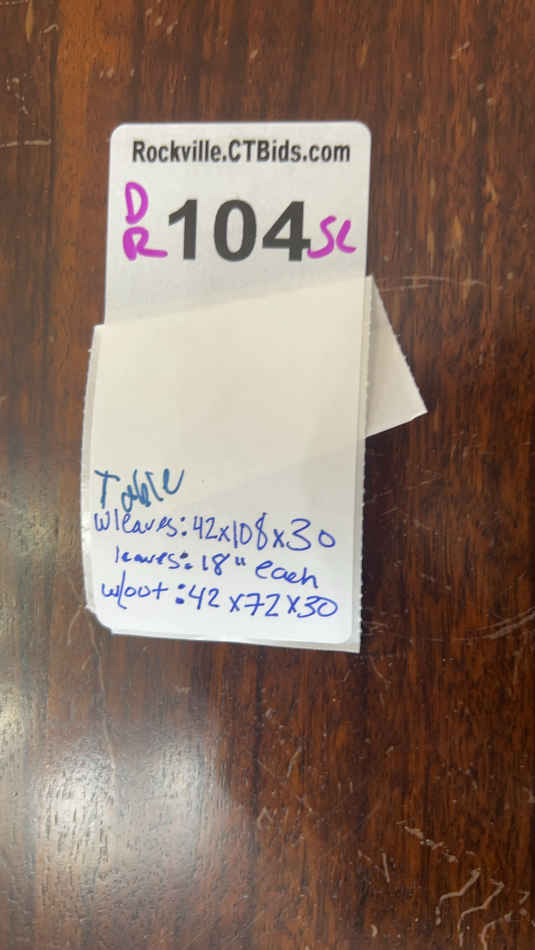 Rockville.CTBids.com
DR 104 SL
Table
w leaves: 42x108x30
leaves: 18" each
w/out: 42x72x30